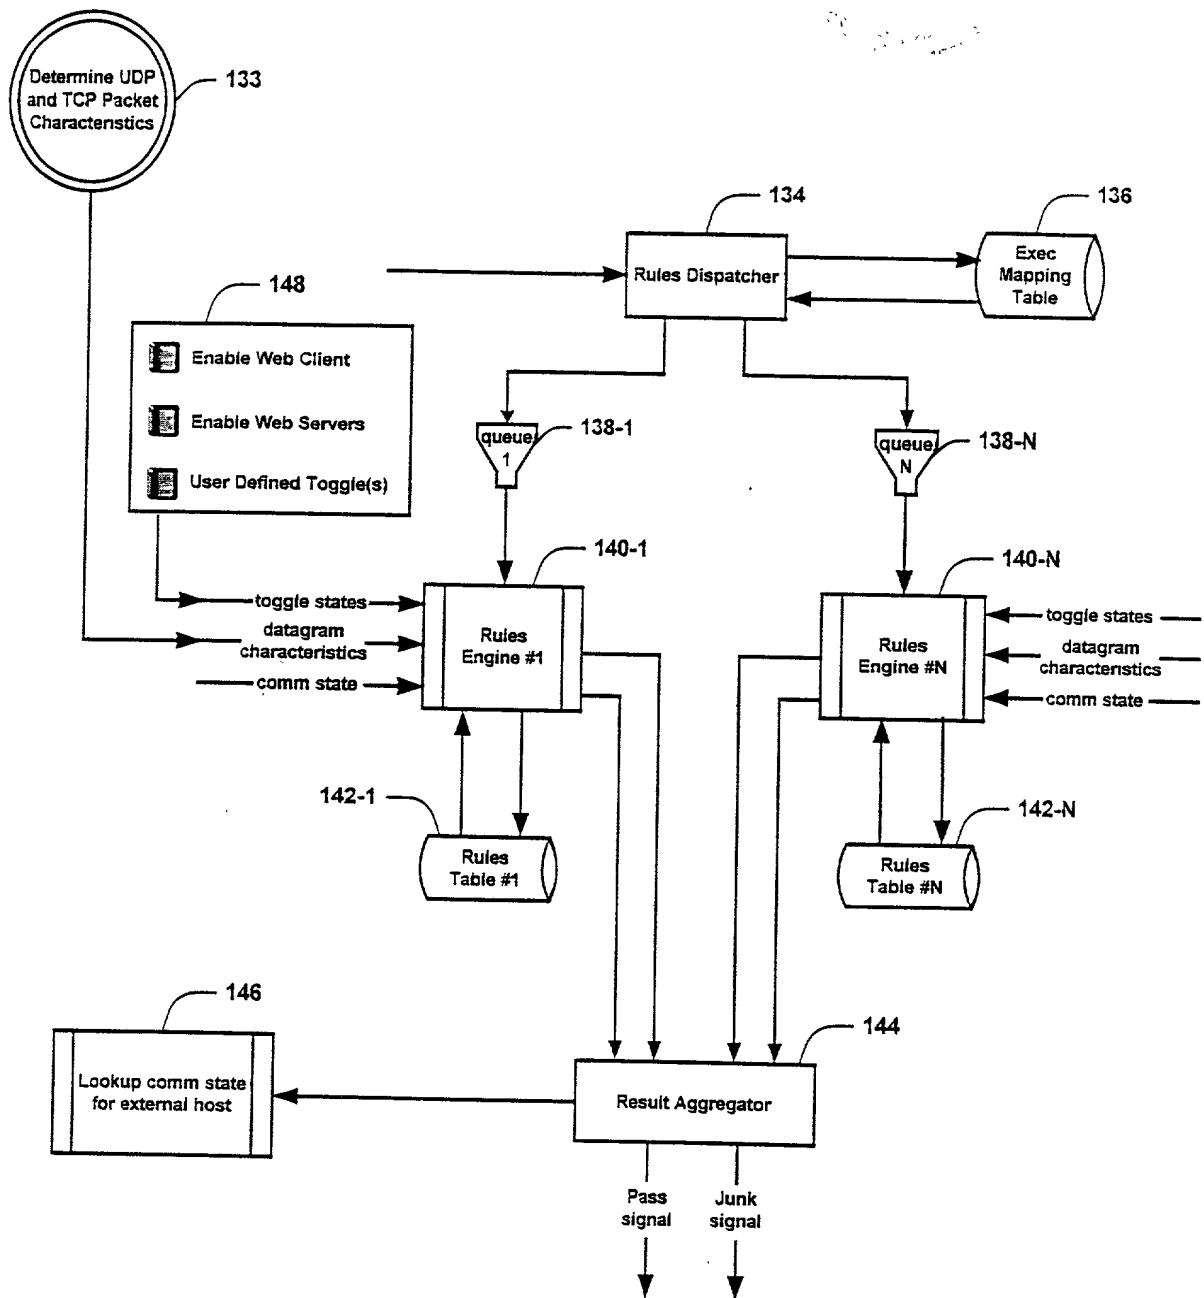 Determine UDP
and TCP Packet
Characteristics
133
134
136
Rules Dispatcher
Exec
Mapping
Table
148
Enable Web Client
Enable Web Servers
User Defined Toggle(s)
queue
1
138-1
queue
N
138-N
140-1
140-N
toggle states
datagram
characteristics
comm state
Rules
Engine #1
Rules
Engine #N
toggle states
datagram
characteristics
comm state
142-1
142-N
Rules
Table #1
Rules
Table #N
146
144
Lookup comm state
for external host
Result Aggregator
Pass
signal
Junk
signal